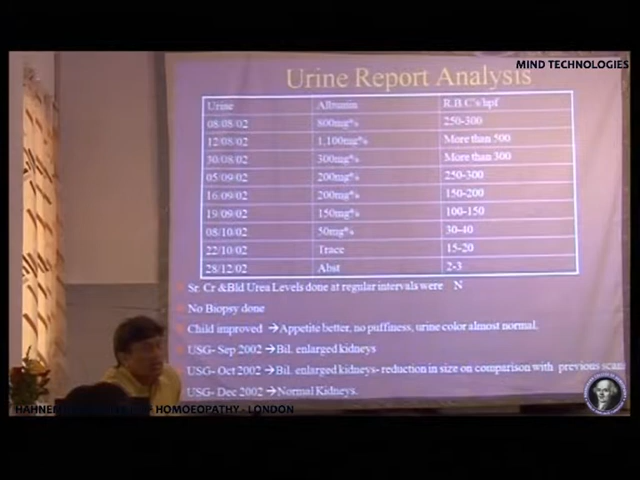 MIND TECHNOLOGIES
Urine Report Analysis
Urine Albumin R.B.C's/hpf
08/08/02 800mg% 250-300
12/08/02 1,100mg% More than 500
30/08/02 300mg% More than 300
05/09/02 200mg% 250-300
16/09/02 200mg% 150-200
19/09/02 150mg% 100-150
08/10/02 50mg% 30-40
22/10/02 Trace 15-20
28/12/02 Abst 2-3
Sr. Cr &Bld Urea Levels done at regular intervals were N
No Biopsy done
Child improved →Appetite better, no puffiness, urine color almost normal.
USG- Sep 2002 →Bil. enlarged kidneys
USG- Oct 2002 →Bil. enlarged kidneys- reduction in size on comparison with previous scan
USG- Dec 2002 →Normal Kidneys.
HOMOEOPATHY - LONDON